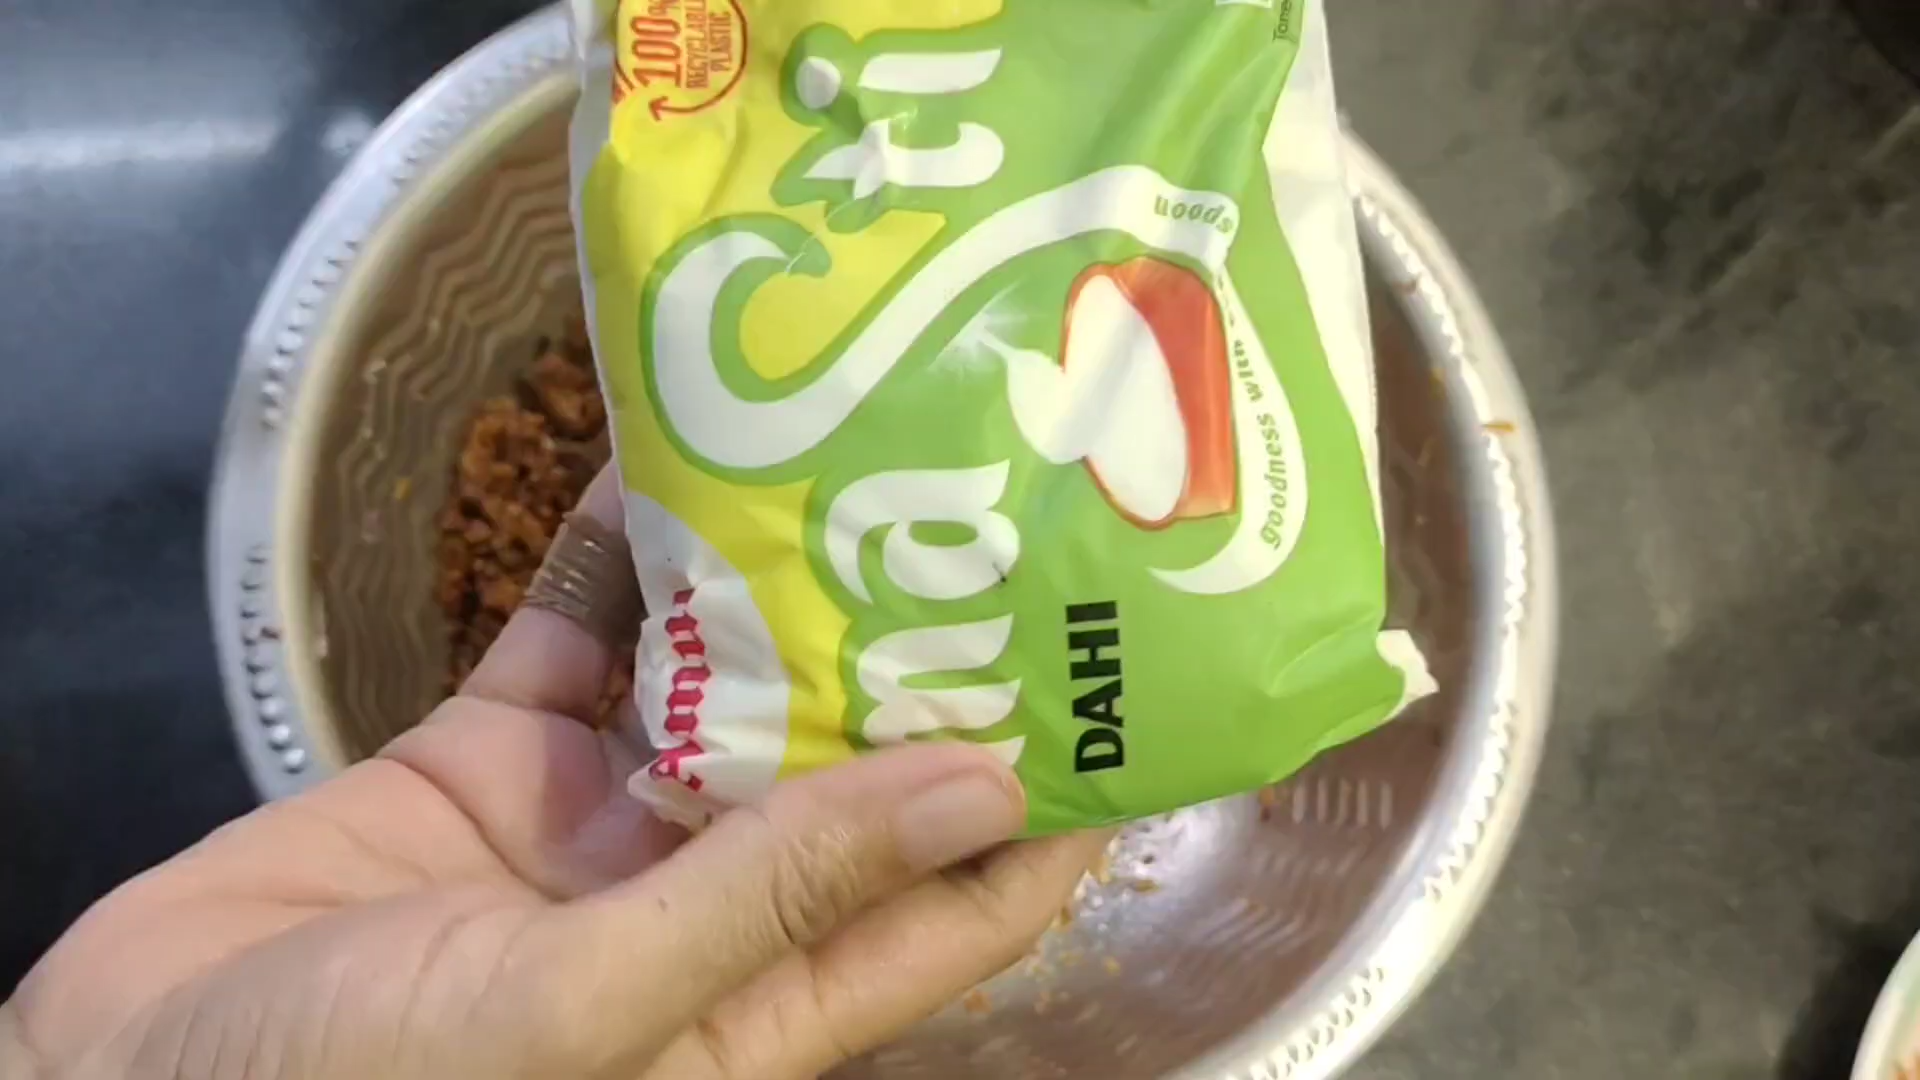 Amul
masti
DAHI
goodness with
spoon
100%
RECYCLABLE
PLASTIC